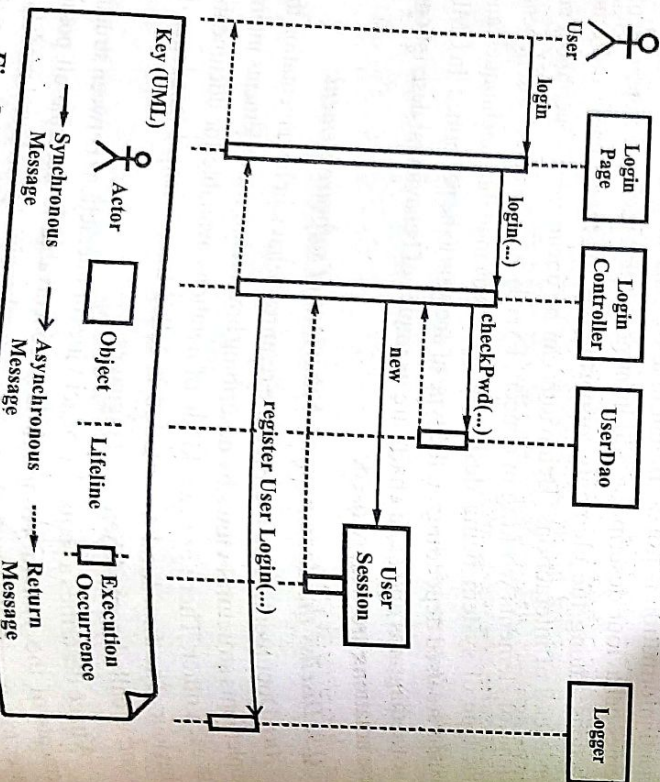 User
Login
Page
Login
Controller
UserDao
Logger
login
login(...)
checkPwd(...)
new
User
Session
register User Login(...)
Key (UML)
Actor
Object
Lifeline
Execution
Occurrence
Synchronous
Message
Asynchronous
Message
Return
Message